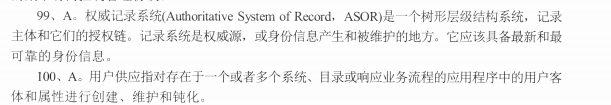 99、A。权威记录系统(Authoritative System of Record，ASOR)是一个树形层级结构系统，记录
主体和它们的授权链。记录系统是权威源，或身份信息产生和被维护的地方。它应该具备最新和最
可靠的身份信息。
100、A。用户供应指对存在于一个或者多个系统、目录或响应业务流程的应用程序中的用户客
体和属性进行创建、维护和钝化。